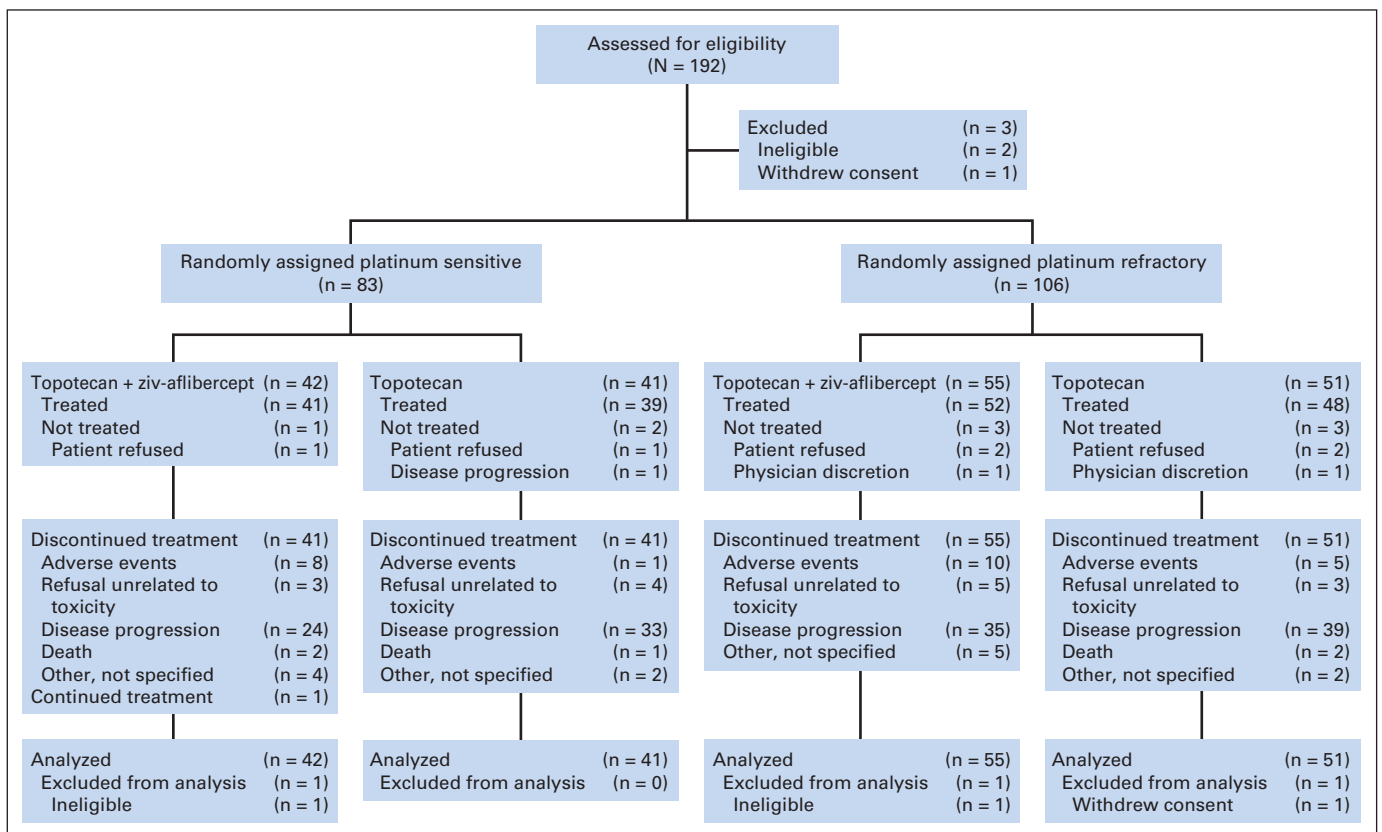 Assessed for eligibility
(N = 192)
Excluded (n = 3)
Ineligible (n = 2)
Withdrew consent (n = 1)
Randomly assigned platinum sensitive
(n = 83)
Randomly assigned platinum refractory
(n = 106)
Topotecan + ziv-aflibercept (n = 42)
Treated (n = 41)
Not treated (n = 1)
Patient refused (n = 1)
Topotecan (n = 41)
Treated (n = 39)
Not treated (n = 2)
Patient refused (n = 1)
Disease progression (n = 1)
Topotecan + ziv-aflibercept (n = 55)
Treated (n = 52)
Not treated (n = 3)
Patient refused (n = 2)
Physician discretion (n = 1)
Topotecan (n = 51)
Treated (n = 48)
Not treated (n = 3)
Patient refused (n = 2)
Physician discretion (n = 1)
Discontinued treatment (n = 41)
Adverse events (n = 8)
Refusal unrelated to (n = 3)
toxicity
Disease progression (n = 24)
Death (n = 2)
Other, not specified (n = 4)
Continued treatment (n = 1)
Discontinued treatment (n = 41)
Adverse events (n = 1)
Refusal unrelated to (n = 4)
toxicity
Disease progression (n = 33)
Death (n = 1)
Other, not specified (n = 2)
Discontinued treatment (n = 55)
Adverse events (n = 10)
Refusal unrelated to (n = 5)
toxicity
Disease progression (n = 35)
Other, not specified (n = 5)
Discontinued treatment (n = 51)
Adverse events (n = 5)
Refusal unrelated to (n = 3)
toxicity
Disease progression (n = 39)
Death (n = 2)
Other, not specified (n = 2)
Analyzed (n = 42)
Excluded from analysis (n = 1)
Ineligible (n = 1)
Analyzed (n = 41)
Excluded from analysis (n = 0)
Analyzed (n = 55)
Excluded from analysis (n = 1)
Ineligible (n = 1)
Analyzed (n = 51)
Excluded from analysis (n = 1)
Withdrew consent (n = 1)